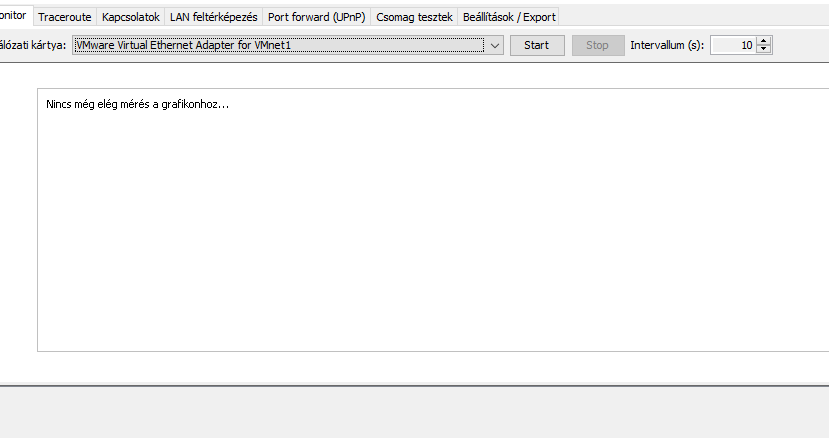 onitor Traceroute Kapcsolatok LAN feltérképezés Port forward (UPnP) Csomag tesztek Beállítások / Export
álózati kártya: VMware Virtual Ethernet Adapter for VMnet1 Start Stop Intervallum (s): 10
Nincs még elég mérés a grafikonhoz...